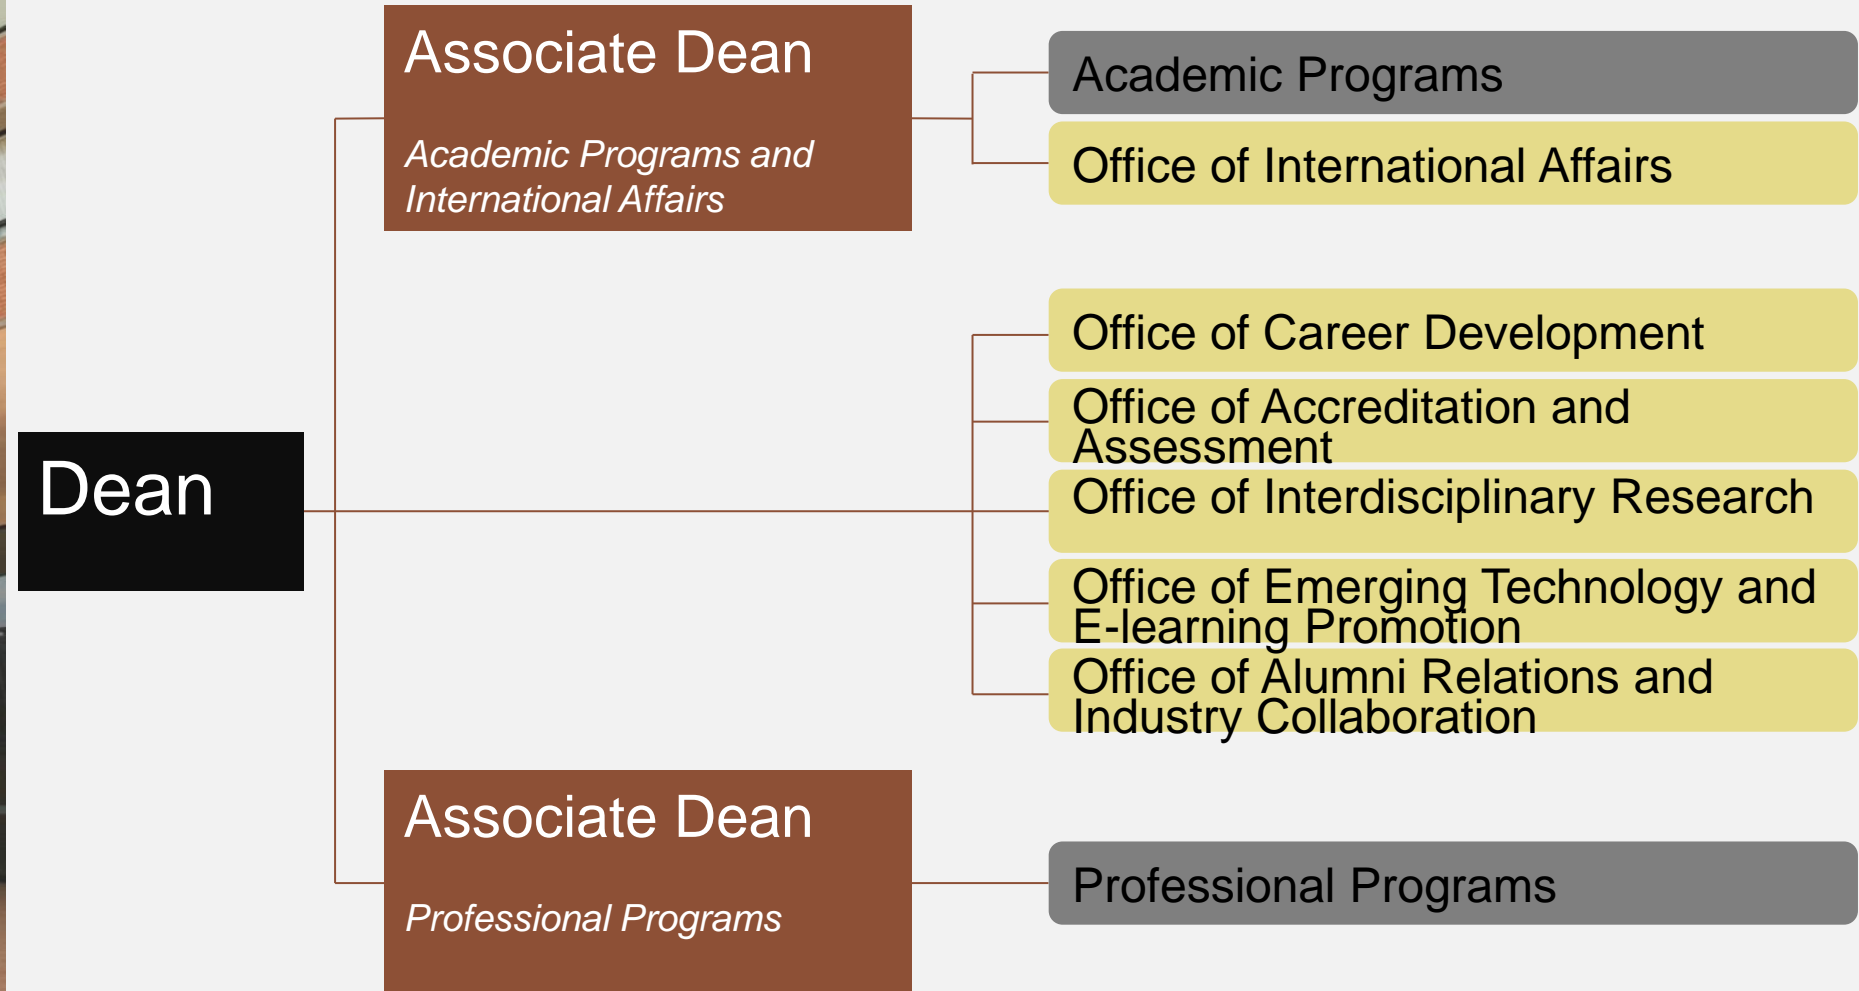 Associate Dean
Academic Programs and
International Affairs
Academic Programs
Office of International Affairs
Dean
Office of Career Development
Office of Accreditation and
Assessment
Office of Interdisciplinary Research
Office of Emerging Technology and
E-learning Promotion
Office of Alumni Relations and
Industry Collaboration
Associate Dean
Professional Programs
Professional Programs